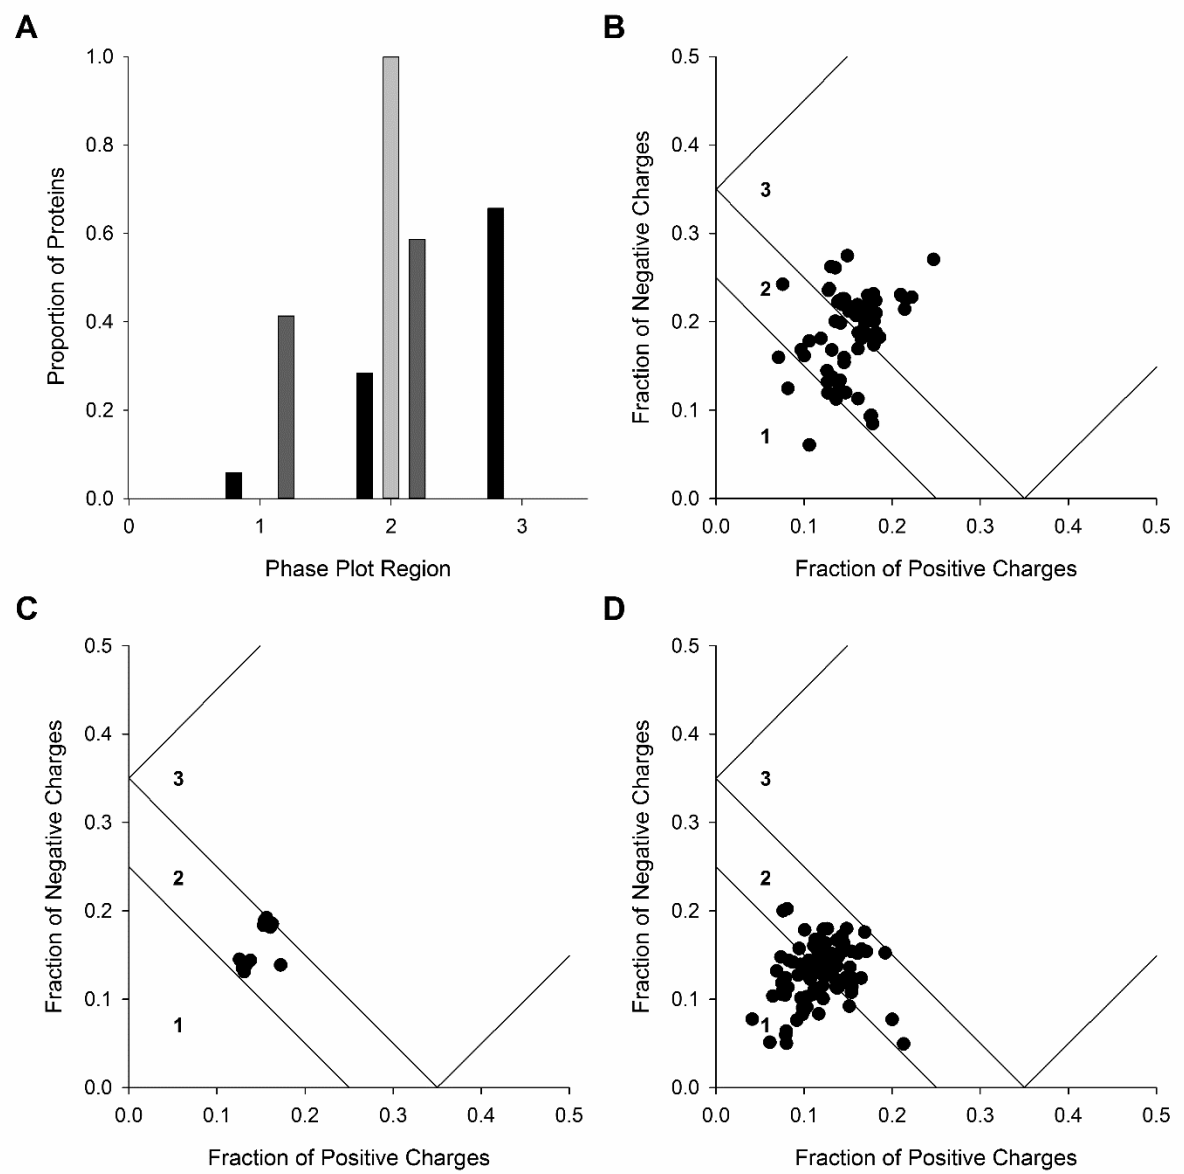 A
1.0
0.8
0.6
0.4
0.2
0.0
Proportion of Proteins
0 1 2 3
Phase Plot Region
B
0.5
0.4
0.3
0.2
0.1
0.0
Fraction of Negative Charges
3
2
1
0.0 0.1 0.2 0.3 0.4 0.5
Fraction of Positive Charges
C
0.5
0.4
0.3
0.2
0.1
0.0
Fraction of Negative Charges
3
2
1
0.0 0.1 0.2 0.3 0.4 0.5
Fraction of Positive Charges
D
0.5
0.4
0.3
0.2
0.1
0.0
Fraction of Negative Charges
3
2
1
0.0 0.1 0.2 0.3 0.4 0.5
Fraction of Positive Charges